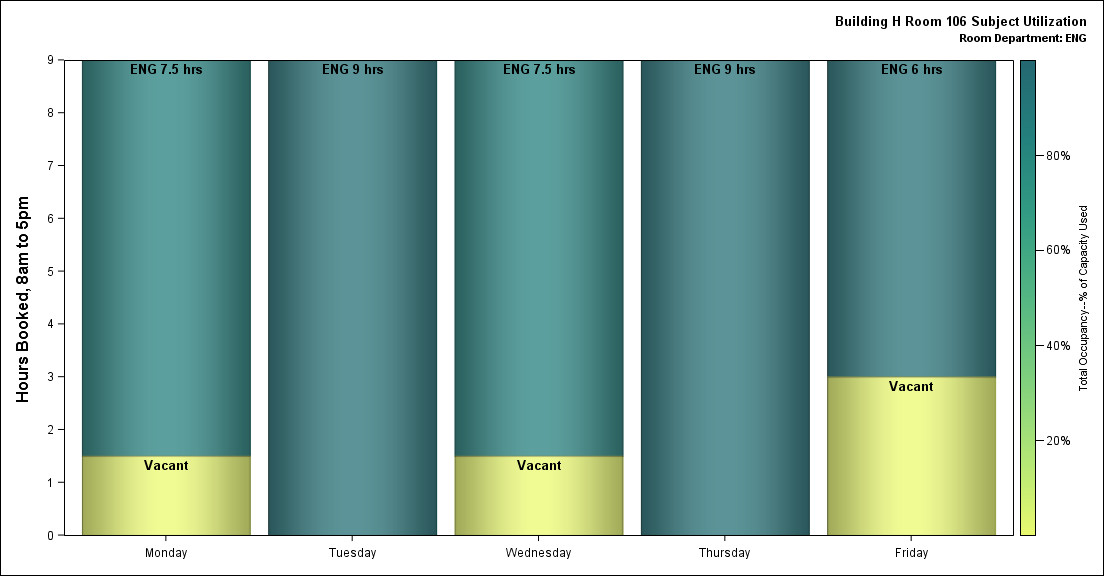 Building H Room 106 Subject Utilization
Room Department: ENG
Hours Booked, 8am to 5pm
9
8
7
6
5
4
3
2
1
0
ENG 7.5 hrs
ENG 9 hrs
ENG 7.5 hrs
ENG 9 hrs
ENG 6 hrs
Vacant
Vacant
Vacant
Monday
Tuesday
Wednesday
Thursday
Friday
80%
60%
40%
20%
Total Occupancy--% of Capacity Used